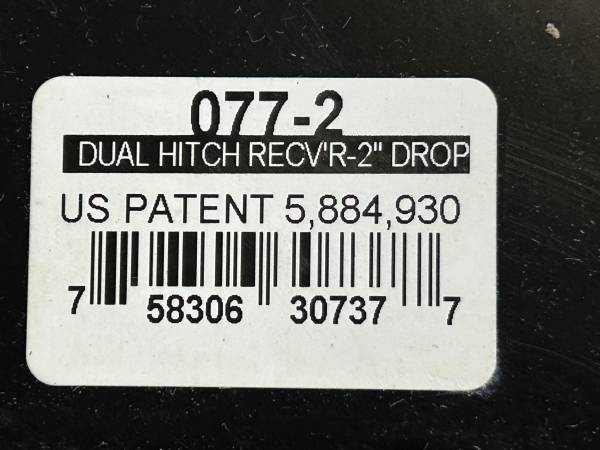 077-2
DUAL HITCH RECV'R-2" DROP
US PATENT 5,884,930
7 58306 30737 7